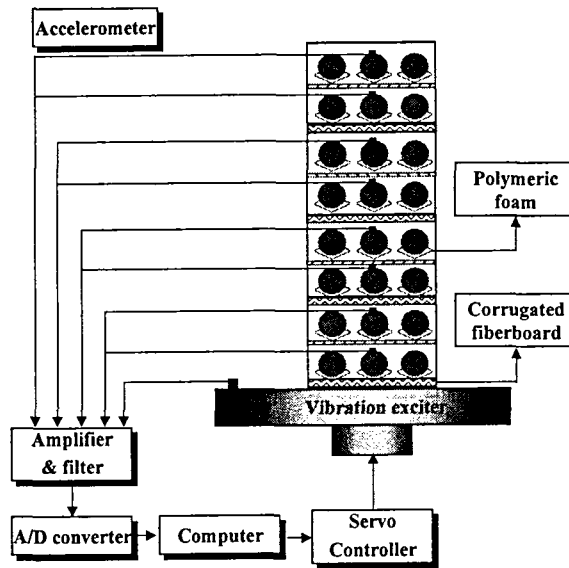 Accelerometer
Polymeric
foam
Corrugated
fiberboard
Vibration exciter
Amplifier
& filter
A/D converter
Computer
Servo
Controller